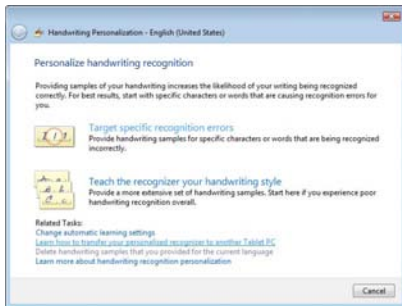 Handwriting Personalization - English (United States)
Personalize handwriting recognition
Providing samples of your handwriting increases the likelihood of your writing being recognized
correctly. For best results, start with specific characters or words that are causing recognition errors for
you.
Target specific recognition errors
Provide handwriting samples for specific characters or words that are being recognized
incorrectly.
Teach the recognizer your handwriting style
Provide a more extensive set of handwriting samples. Start here if you experience poor
handwriting recognition overall.
Related Tasks:
Change automatic learning settings
Learn how to transfer your personalized recognizer to another Tablet PC
Delete handwriting samples that you provided for the current language
Learn more about handwriting recognition personalization
Cancel